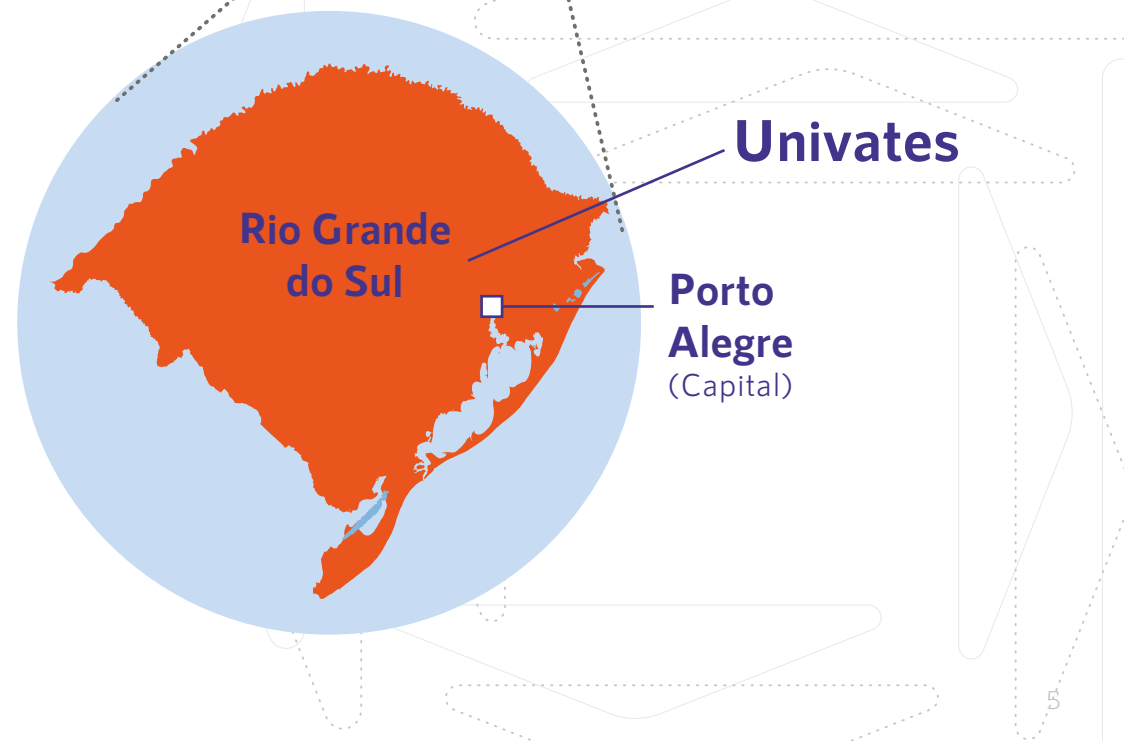 Univates
Rio Grande
do Sul
Porto
Alegre
(Capital)
5